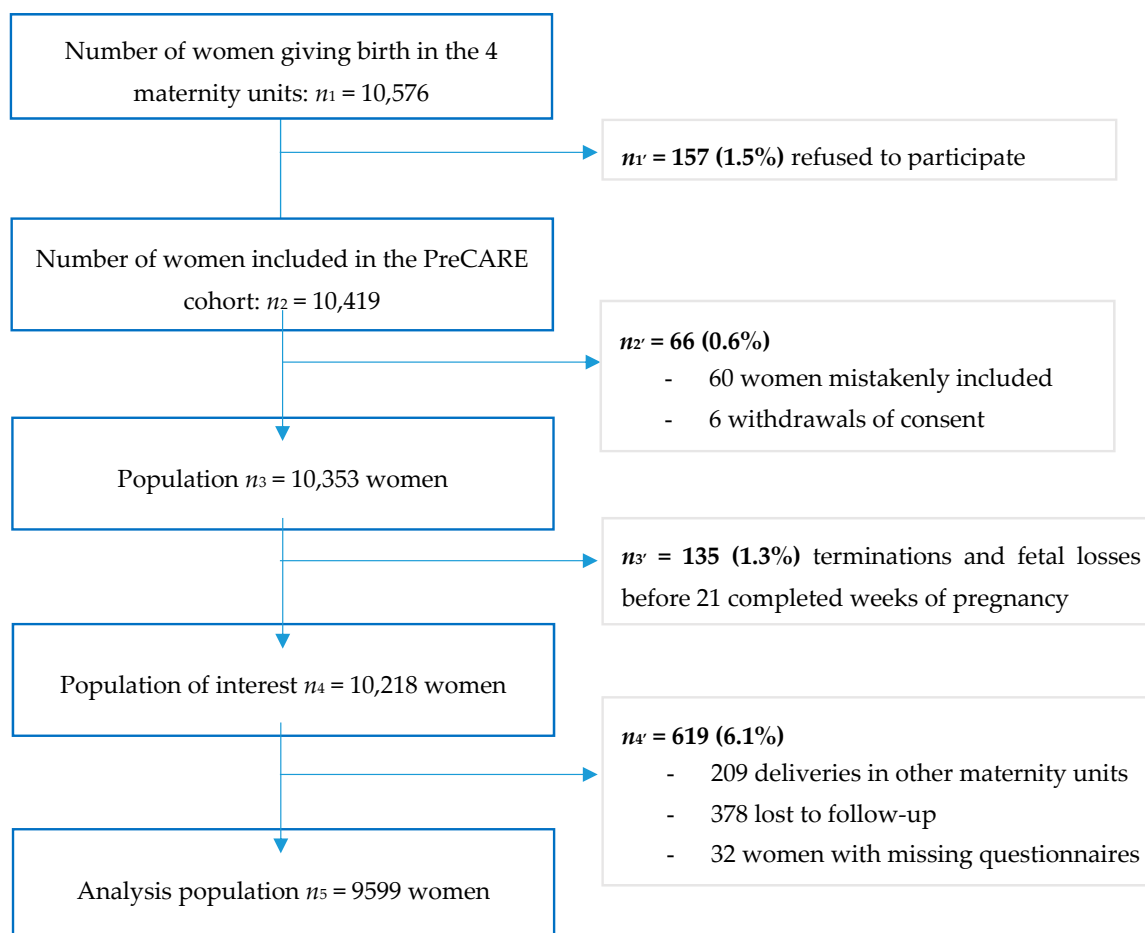 Number of women giving birth in the 4
maternity units: n1 = 10,576
n1′ = 157 (1.5%) refused to participate
Number of women included in the PreCARE
cohort: n2 = 10,419
n2′ = 66 (0.6%)
- 60 women mistakenly included
- 6 withdrawals of consent
Population n3 = 10,353 women
n3′ = 135 (1.3%) terminations and fetal losses
before 21 completed weeks of pregnancy
Population of interest n4 = 10,218 women
n4′ = 619 (6.1%)
- 209 deliveries in other maternity units
- 378 lost to follow-up
- 32 women with missing questionnaires
Analysis population n5 = 9599 women